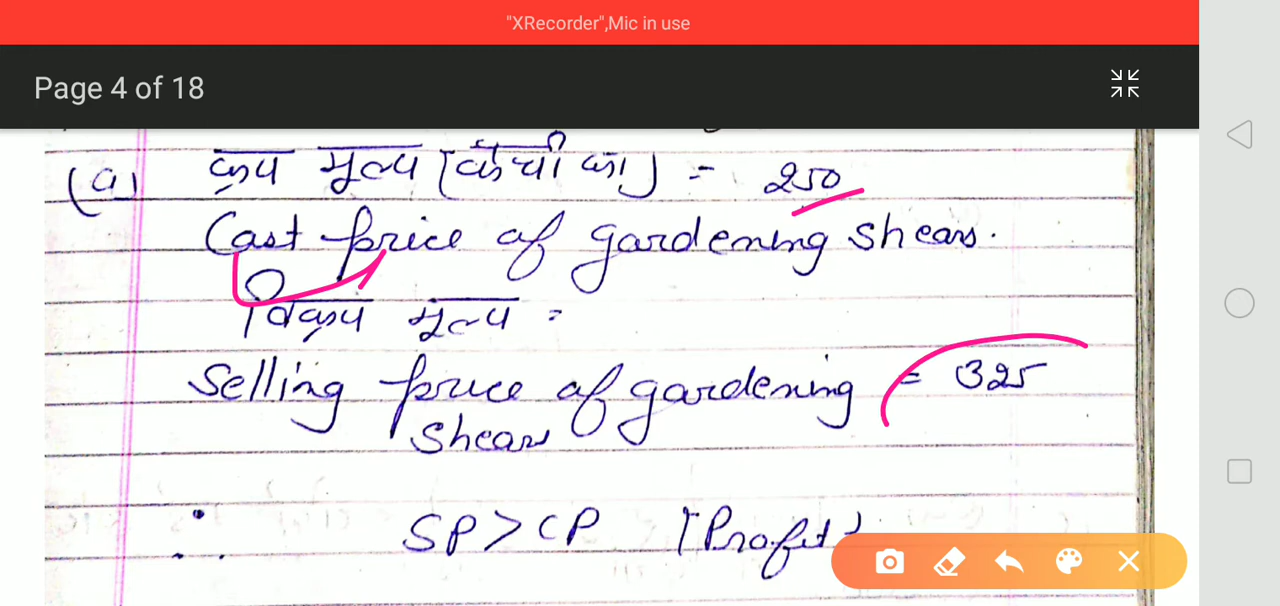 "XRecorder",Mic in use
Page 4 of 18
(a) क्रय मूल्य [कैंची का] = 250
Cast price of gardening shears.
विक्रय मूल्य =
Selling price of gardening = 325
Shears
∴ SP > CP [Profit]